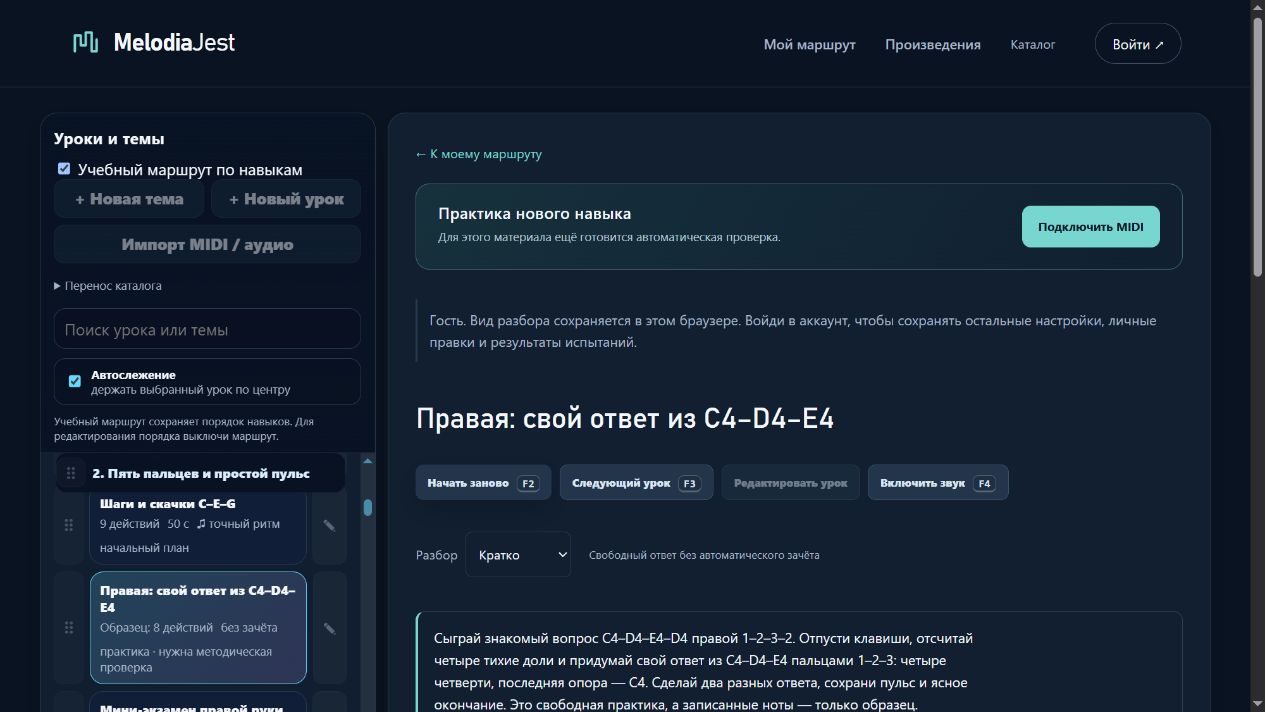 MelodiaJest
Мой маршрут
Произведения
Каталог
Войти ↗
Уроки и темы
Учебный маршрут по навыкам
+ Новая тема
+ Новый урок
Импорт MIDI / аудио
▶ Перенос каталога
Поиск урока или темы
Автослежение
держать выбранный урок по центру
Учебный маршрут сохраняет порядок навыков. Для
редактирования порядка выключи маршрут.
2. Пять пальцев и простой пульс
Шаги и скачки C–E–G
9 действий 50 с ♫ точный ритм
начальный план
Правая: свой ответ из C4–D4–
E4
Образец: 8 действий без зачёта
практика · нужна методическая
проверка
Мини-экзамен правой руки
← К моему маршруту
Практика нового навыка
Для этого материала ещё готовится автоматическая проверка.
Подключить MIDI
Гость. Вид разбора сохраняется в этом браузере. Войди в аккаунт, чтобы сохранять остальные настройки, личные
правки и результаты испытаний.
Правая: свой ответ из C4–D4–E4
Начать заново F2
Следующий урок F3
Редактировать урок
Включить звук F4
Разбор
Кратко
Свободный ответ без автоматического зачёта
Сыграй знакомый вопрос C4–D4–E4–D4 правой 1–2–3–2. Отпусти клавиши, отсчитай
четыре тихие доли и придумай свой ответ из C4–D4–E4 пальцами 1–2–3: четыре
четверти, последняя опора — C4. Сделай два разных ответа, сохрани пульс и ясное
окончание. Это свободная практика, а записанные ноты — только образец.